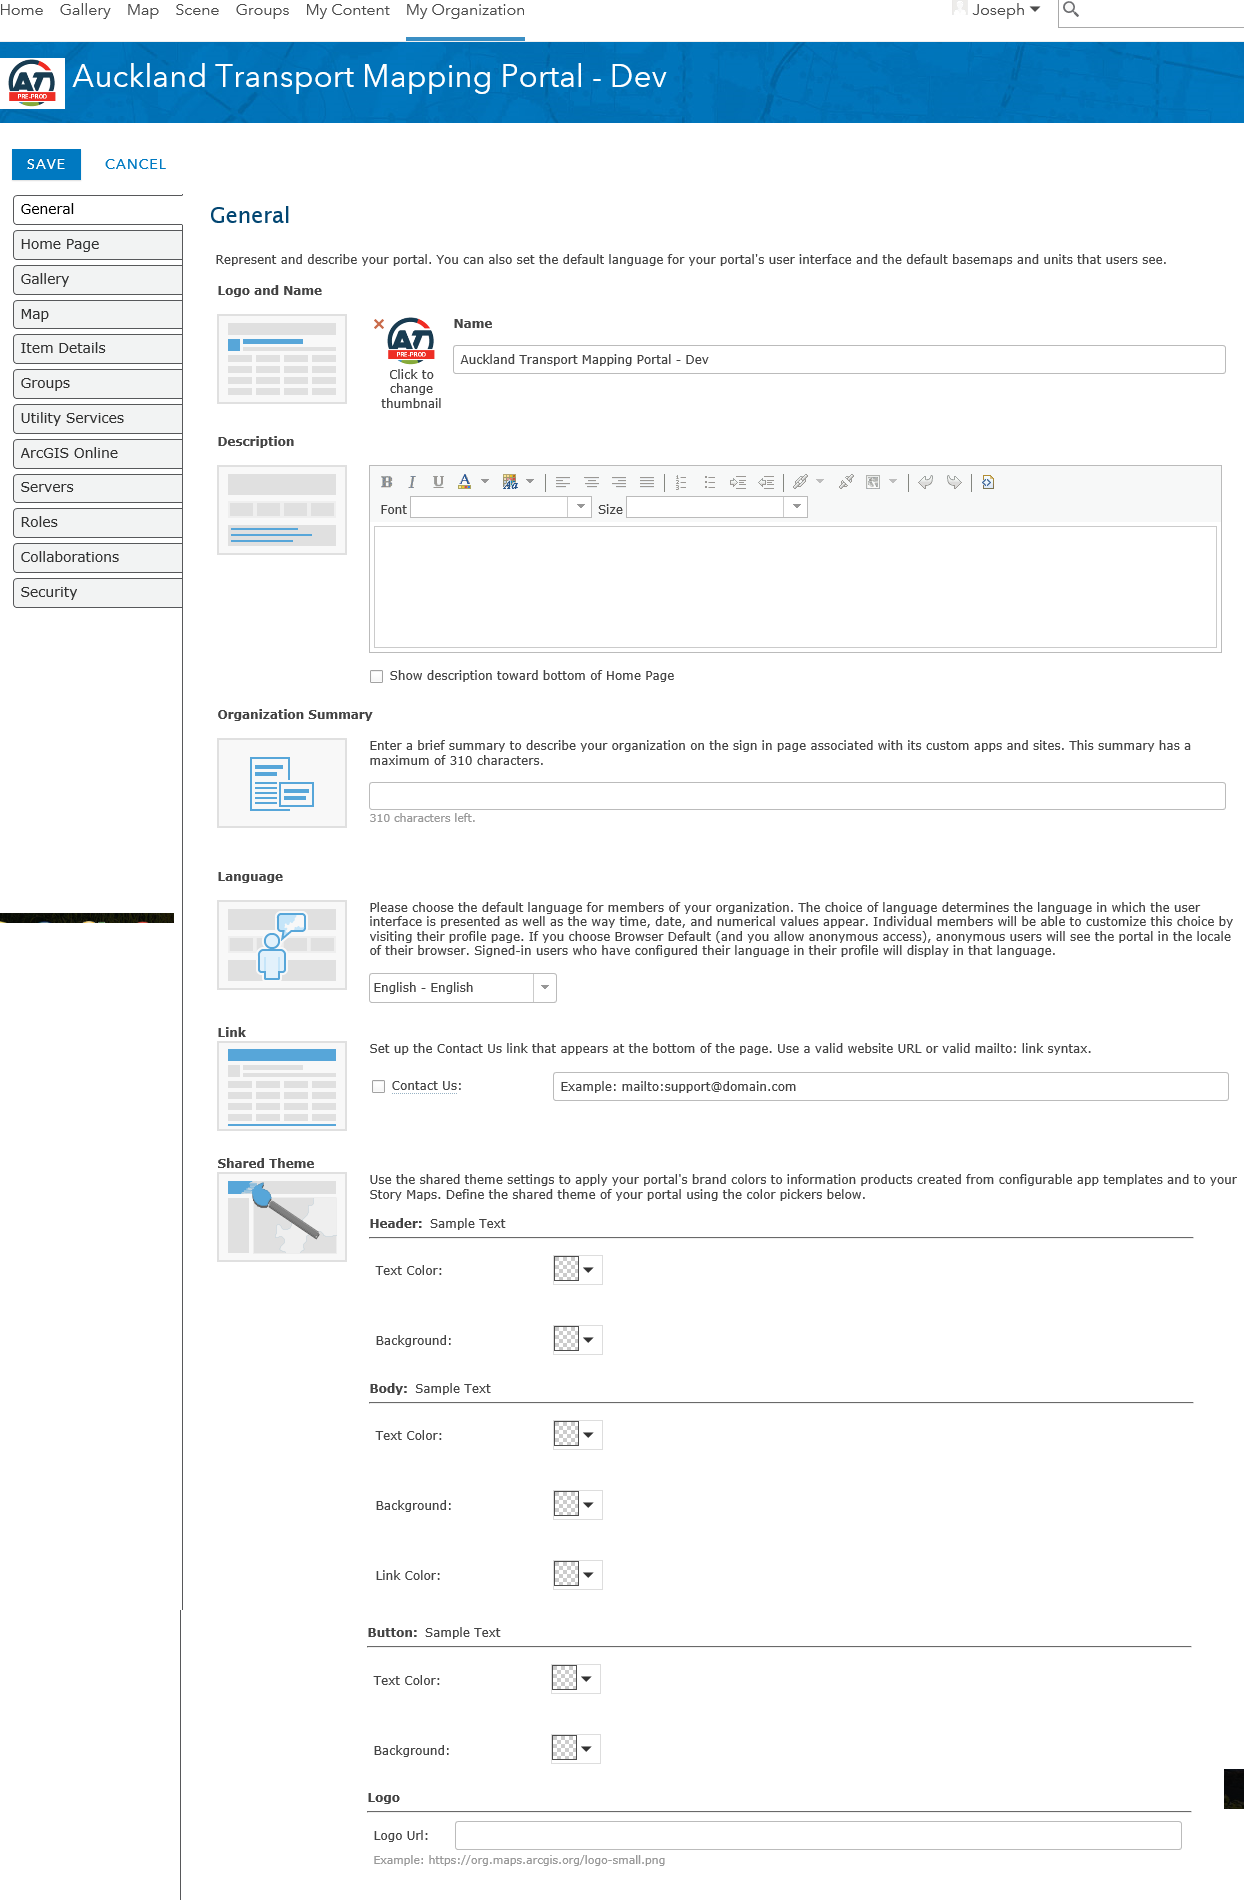 Home Gallery Map Scene Groups My Content My Organization Joseph
AT PRE-PROD Auckland Transport Mapping Portal - Dev
SAVE CANCEL
General
Home Page
Gallery
Map
Item Details
Groups
Utility Services
ArcGIS Online
Servers
Roles
Collaborations
Security
General
Represent and describe your portal. You can also set the default language for your portal's user interface and the default basemaps and units that users see.
Logo and Name
AT
PRE-PROD
Click to
change
thumbnail
Name
Auckland Transport Mapping Portal - Dev
Description
B I U A Aa
Font Size
Show description toward bottom of Home Page
Organization Summary
Enter a brief summary to describe your organization on the sign in page associated with its custom apps and sites. This summary has a
maximum of 310 characters.
310 characters left.
Language
Please choose the default language for members of your organization. The choice of language determines the language in which the user
interface is presented as well as the way time, date, and numerical values appear. Individual members will be able to customize this choice by
visiting their profile page. If you choose Browser Default (and you allow anonymous access), anonymous users will see the portal in the locale
of their browser. Signed-in users who have configured their language in their profile will display in that language.
English - English
Link
Set up the Contact Us link that appears at the bottom of the page. Use a valid website URL or valid mailto: link syntax.
Contact Us: Example: mailto:support@domain.com
Shared Theme
Use the shared theme settings to apply your portal's brand colors to information products created from configurable app templates and to your
Story Maps. Define the shared theme of your portal using the color pickers below.
Header: Sample Text
Text Color:
Background:
Body: Sample Text
Text Color:
Background:
Link Color:
Button: Sample Text
Text Color:
Background:
Logo
Logo Url:
Example: https://org.maps.arcgis.org/logo-small.png